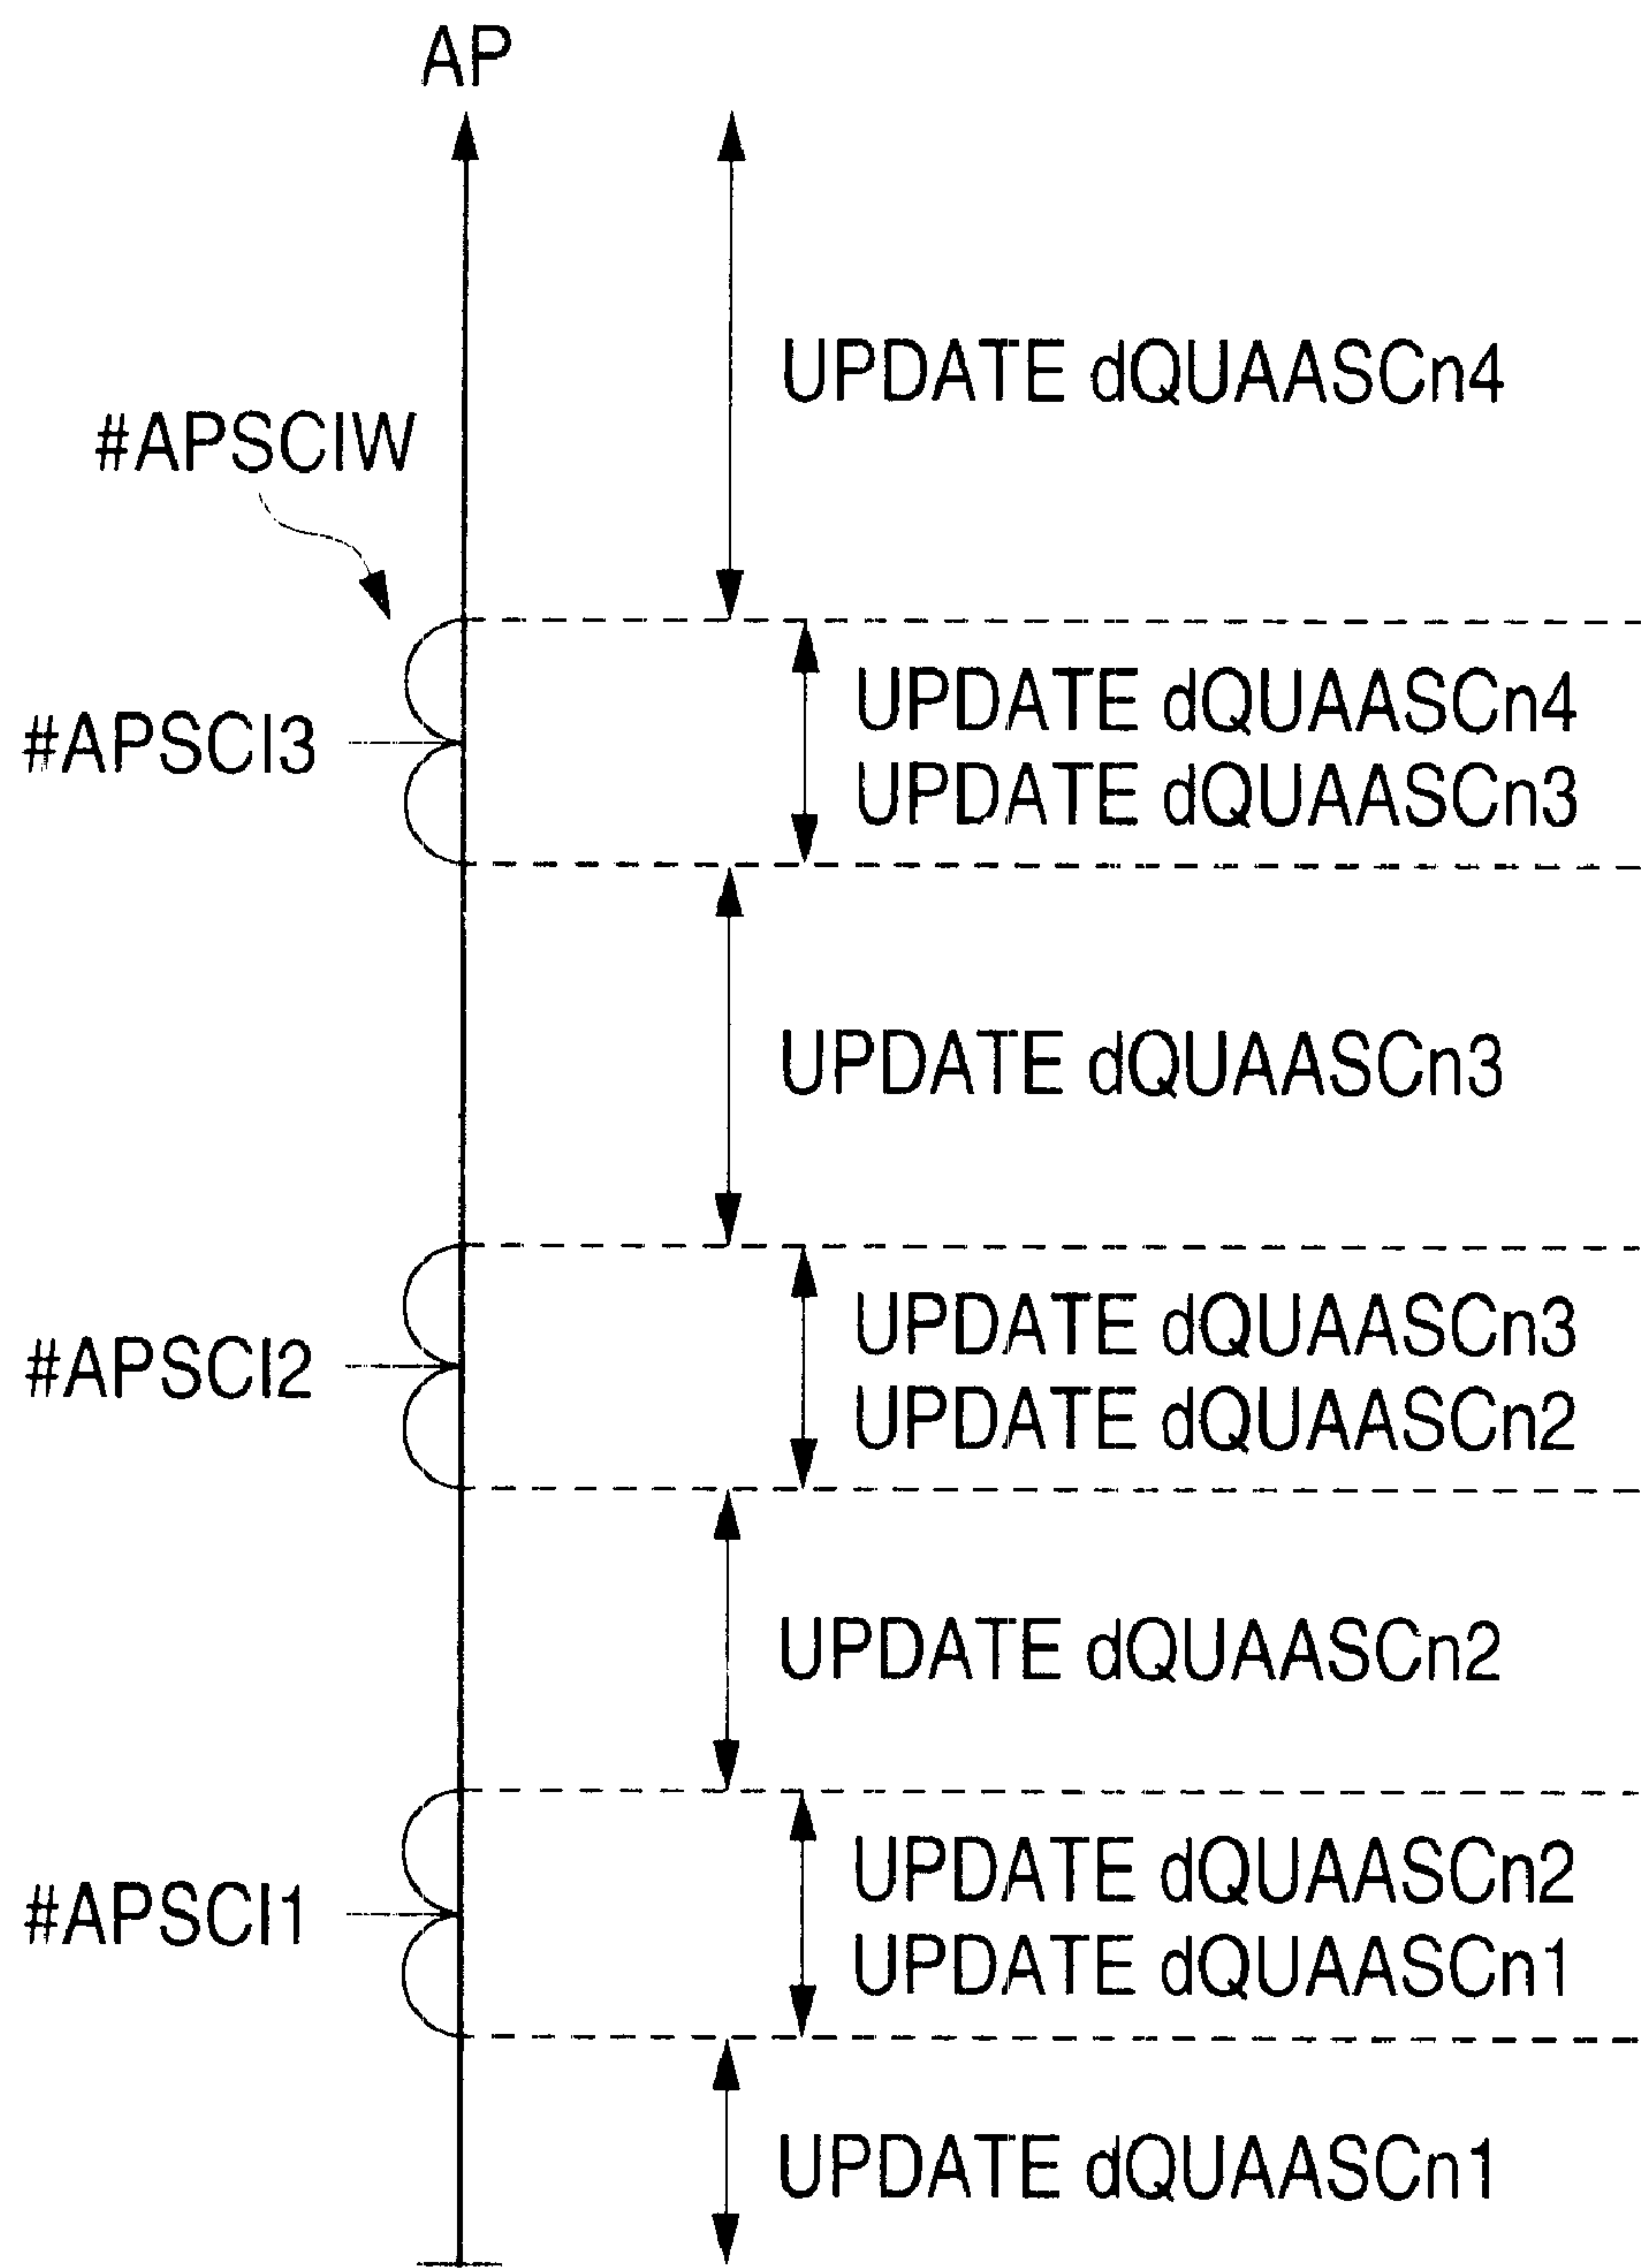 AP
UPDATE dQUAASCn4
#APSCIW
UPDATE dQUAASCn4
#APSCI3
UPDATE dQUAASCn3
UPDATE dQUAASCn3
UPDATE dQUAASCn3
#APSCI2
UPDATE dQUAASCn2
UPDATE dQUAASCn2
UPDATE dQUAASCn2
#APSCI1
UPDATE dQUAASCn1
UPDATE dQUAASCn1